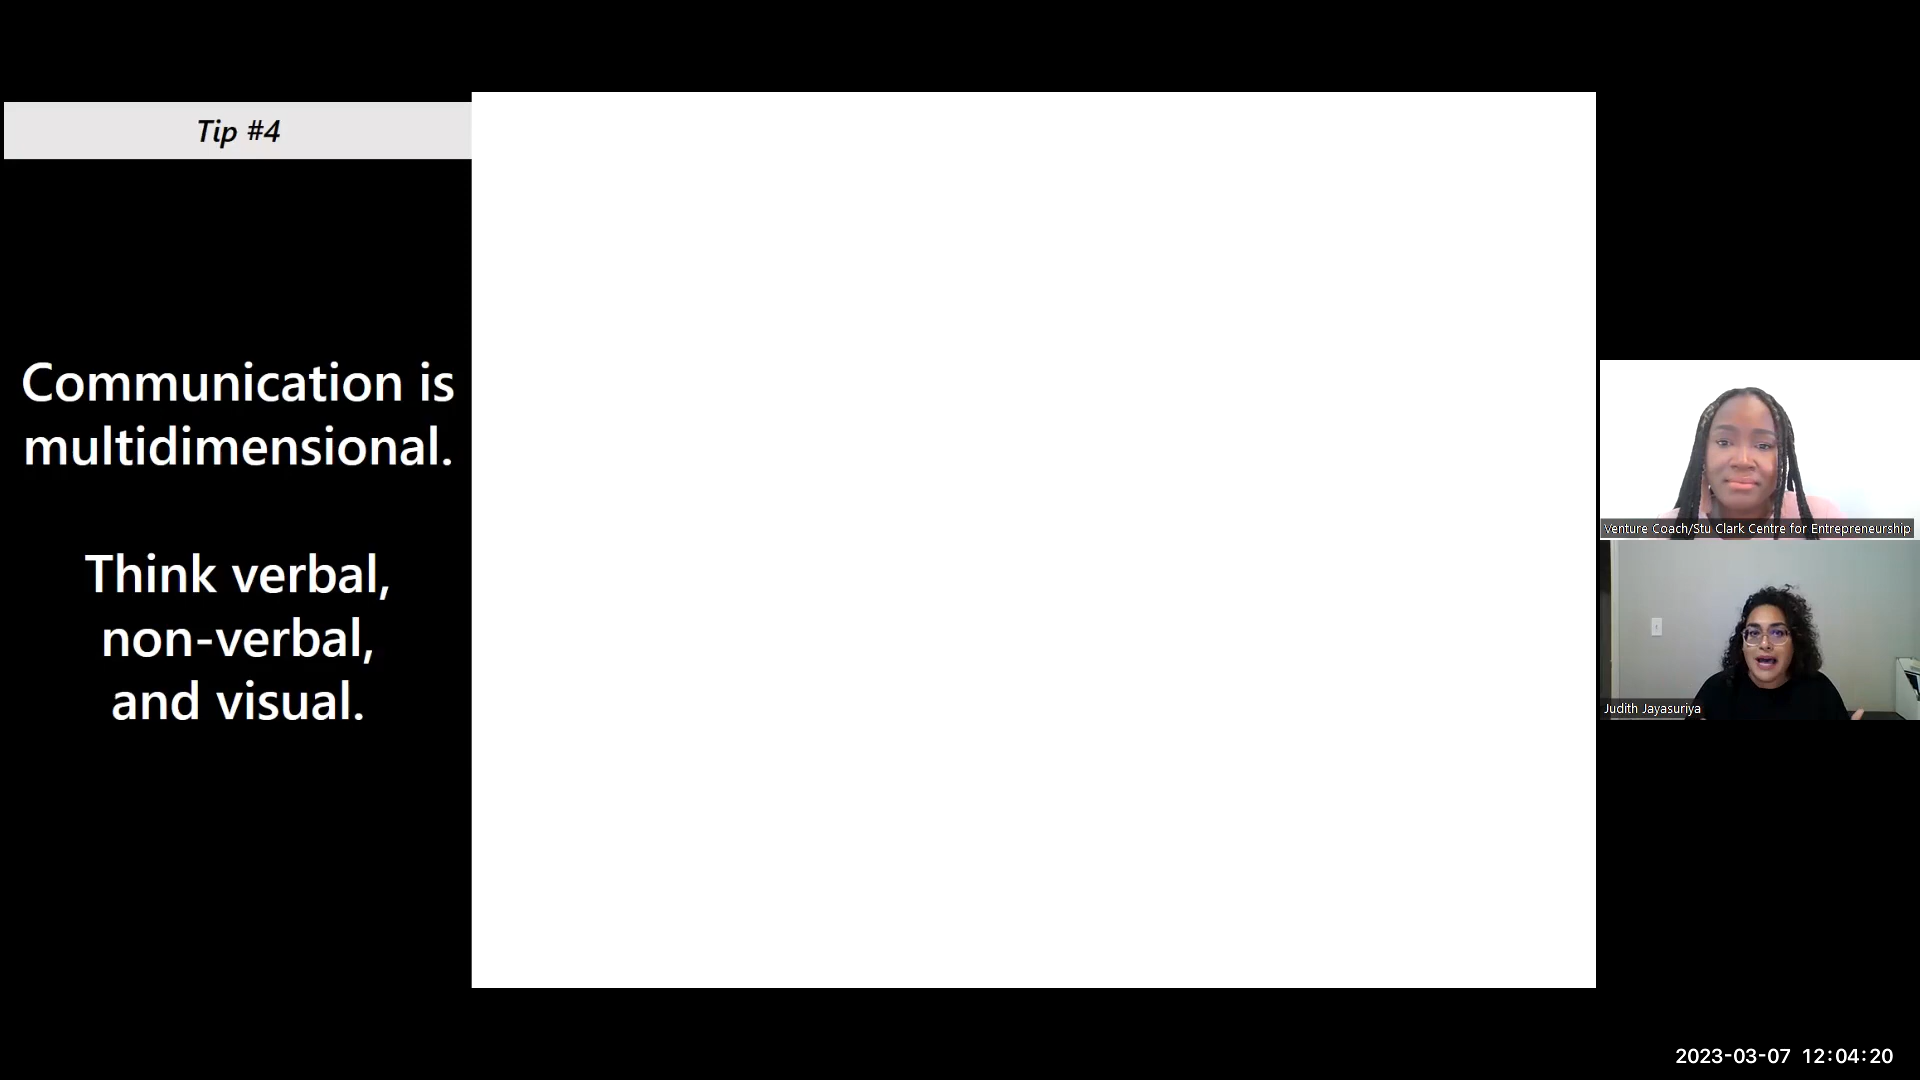 Tip #4
Communication is
multidimensional.
Think verbal,
non-verbal,
and visual.
Venture Coach/Stu Clark Centre for Entrepreneurship
Judith Jayasuriya
2023-03-07 12:04:20